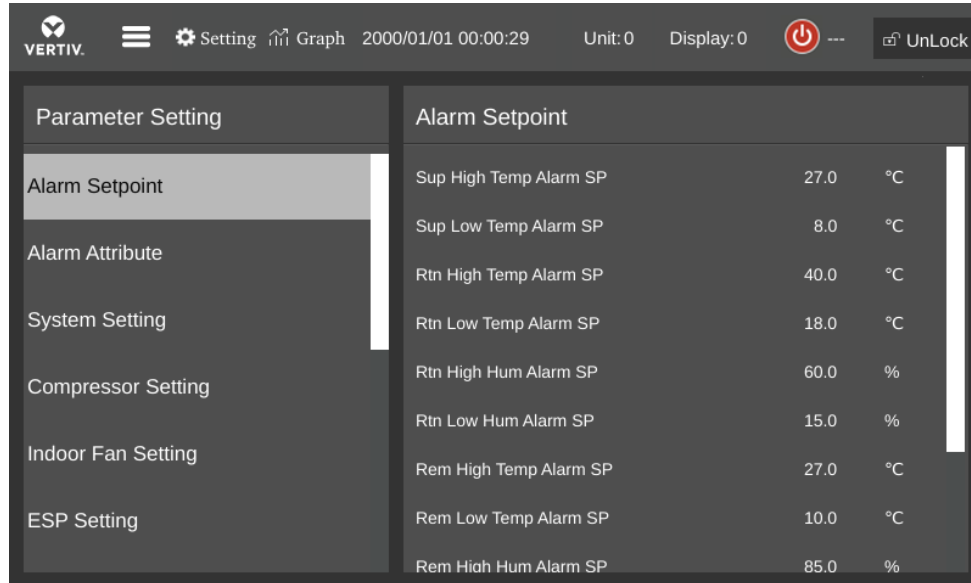 VERTIV.
Setting Graph 2000/01/01 00:00:29 Unit: 0 Display: 0 --- UnLock
Parameter Setting
Alarm Setpoint
Alarm Attribute
System Setting
Compressor Setting
Indoor Fan Setting
ESP Setting
Alarm Setpoint
Sup High Temp Alarm SP 27.0 °C
Sup Low Temp Alarm SP 8.0 °C
Rtn High Temp Alarm SP 40.0 °C
Rtn Low Temp Alarm SP 18.0 °C
Rtn High Hum Alarm SP 60.0 %
Rtn Low Hum Alarm SP 15.0 %
Rem High Temp Alarm SP 27.0 °C
Rem Low Temp Alarm SP 10.0 °C
Rem High Hum Alarm SP 85.0 %